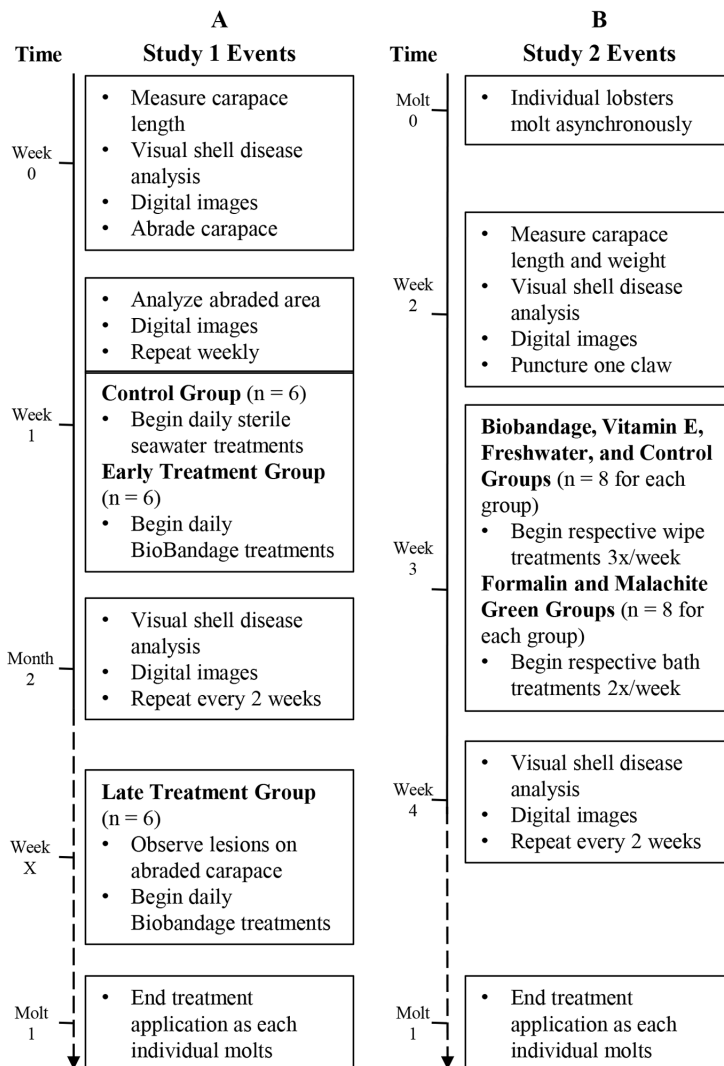 A
Time
Study 1 Events
Week
0
• Measure carapace
length
• Visual shell disease
analysis
• Digital images
• Abrade carapace
• Analyze abraded area
• Digital images
• Repeat weekly
Week
1
Control Group (n = 6)
• Begin daily sterile
seawater treatments
Early Treatment Group
(n = 6)
• Begin daily
BioBandage treatments
Month
2
• Visual shell disease
analysis
• Digital images
• Repeat every 2 weeks
Week
X
Late Treatment Group
(n = 6)
• Observe lesions on
abraded carapace
• Begin daily
Biobandage treatments
Molt
1
• End treatment
application as each
individual molts
B
Time
Study 2 Events
Molt
0
• Individual lobsters
molt asynchronously
Week
2
• Measure carapace
length and weight
• Visual shell disease
analysis
• Digital images
• Puncture one claw
Week
3
Biobandage, Vitamin E,
Freshwater, and Control
Groups (n = 8 for each
group)
• Begin respective wipe
treatments 3x/week
Formalin and Malachite
Green Groups (n = 8 for
each group)
• Begin respective bath
treatments 2x/week
Week
4
• Visual shell disease
analysis
• Digital images
• Repeat every 2 weeks
Molt
1
• End treatment
application as each
individual molts